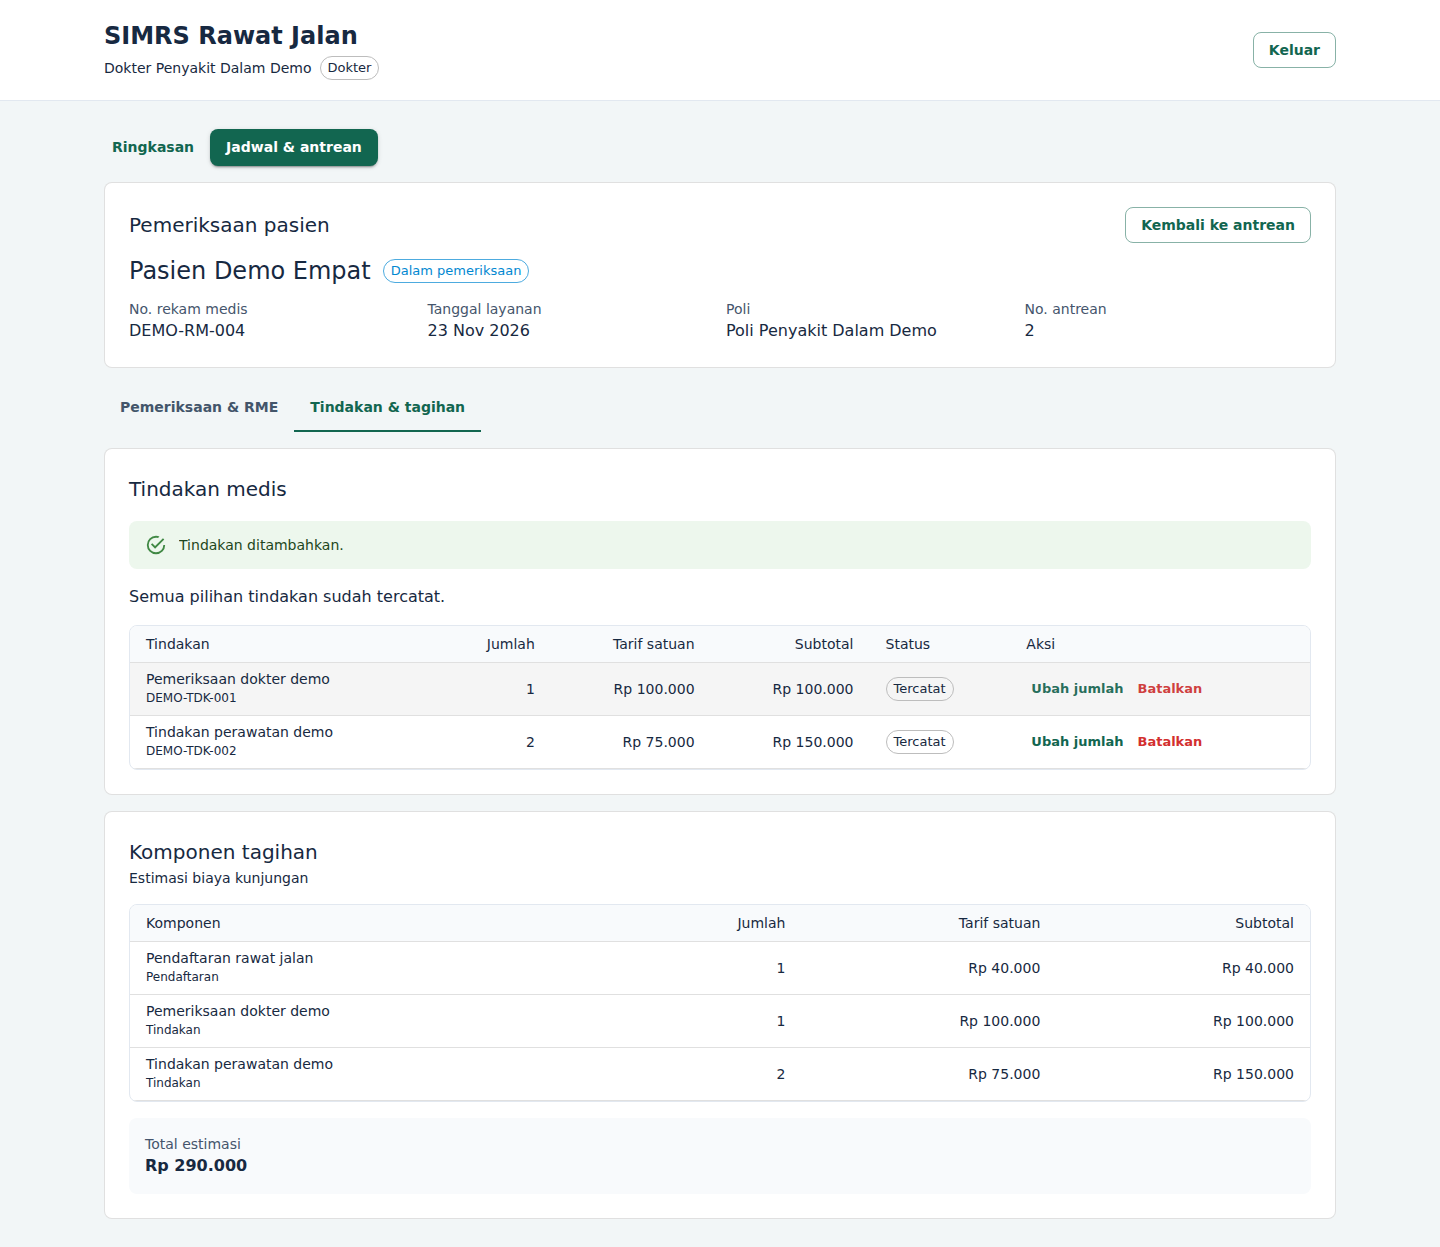 SIMRS Rawat Jalan
Dokter Penyakit Dalam Demo Dokter
Keluar
Ringkasan Jadwal & antrean
Pemeriksaan pasien
Kembali ke antrean
Pasien Demo Empat Dalam pemeriksaan
No. rekam medis Tanggal layanan Poli No. antrean
DEMO-RM-004 23 Nov 2026 Poli Penyakit Dalam Demo 2
Pemeriksaan & RME Tindakan & tagihan
Tindakan medis
Tindakan ditambahkan.
Semua pilihan tindakan sudah tercatat.
Tindakan Jumlah Tarif satuan Subtotal Status Aksi
Pemeriksaan dokter demo
DEMO-TDK-001
1 Rp 100.000 Rp 100.000 Tercatat Ubah jumlah Batalkan
Tindakan perawatan demo
DEMO-TDK-002
2 Rp 75.000 Rp 150.000 Tercatat Ubah jumlah Batalkan
Komponen tagihan
Estimasi biaya kunjungan
Komponen Jumlah Tarif satuan Subtotal
Pendaftaran rawat jalan
Pendaftaran
1 Rp 40.000 Rp 40.000
Pemeriksaan dokter demo
Tindakan
1 Rp 100.000 Rp 100.000
Tindakan perawatan demo
Tindakan
2 Rp 75.000 Rp 150.000
Total estimasi
Rp 290.000